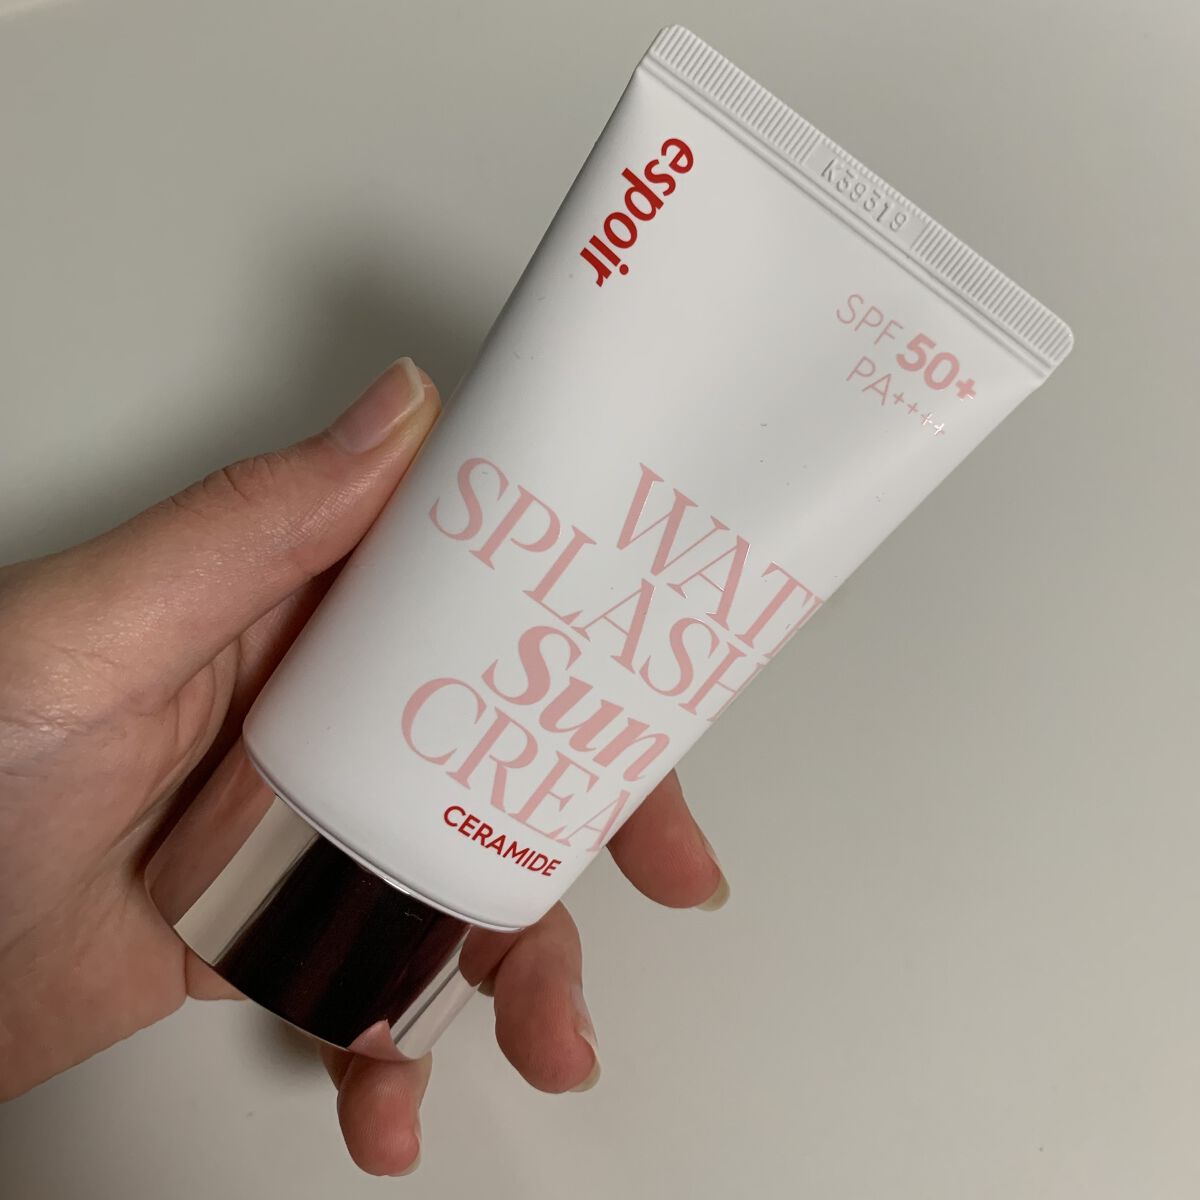 K39319
espoir
SPF 50+
PA++++
WAT
SPLASH
Sun
CREA
CERAMIDE